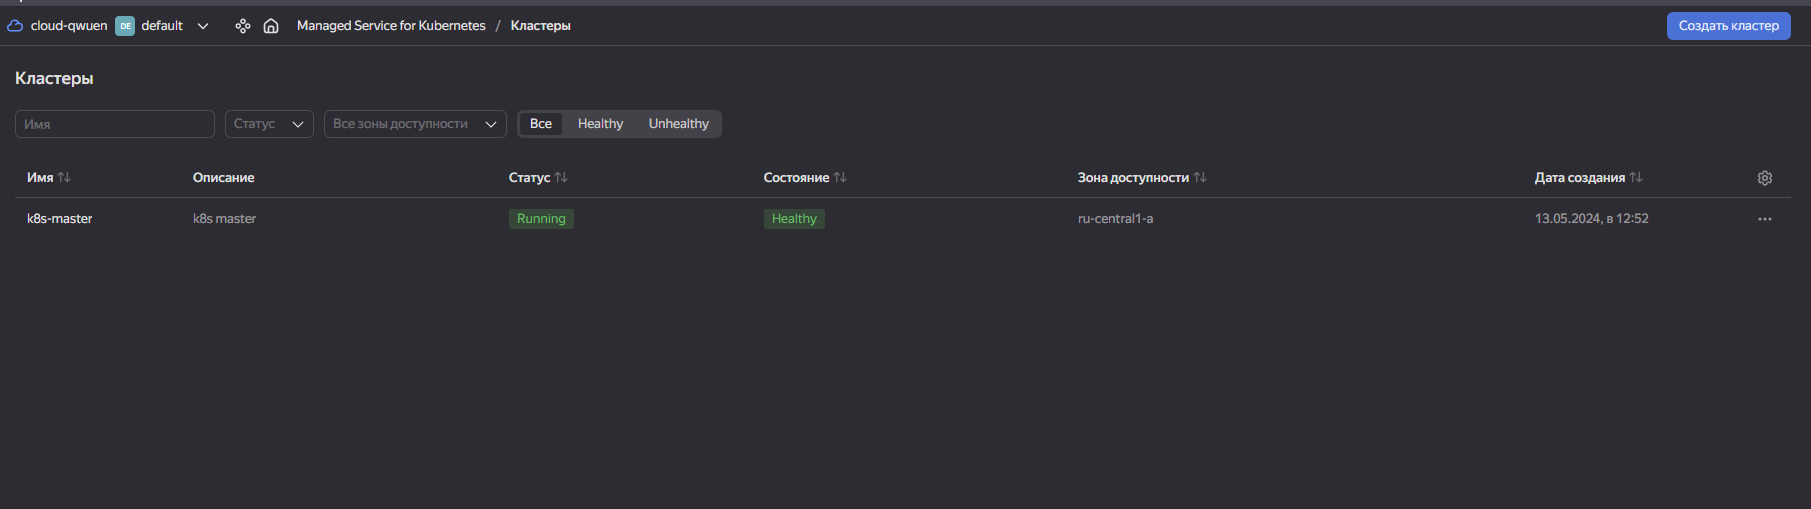 cloud-qwuen DE default Managed Service for Kubernetes / Кластеры Создать кластер
Кластеры
Имя Статус Все зоны доступности Все Healthy Unhealthy
Имя Описание Статус Состояние Зона доступности Дата создания
k8s-master k8s master Running Healthy ru-central1-a 13.05.2024, в 12:52